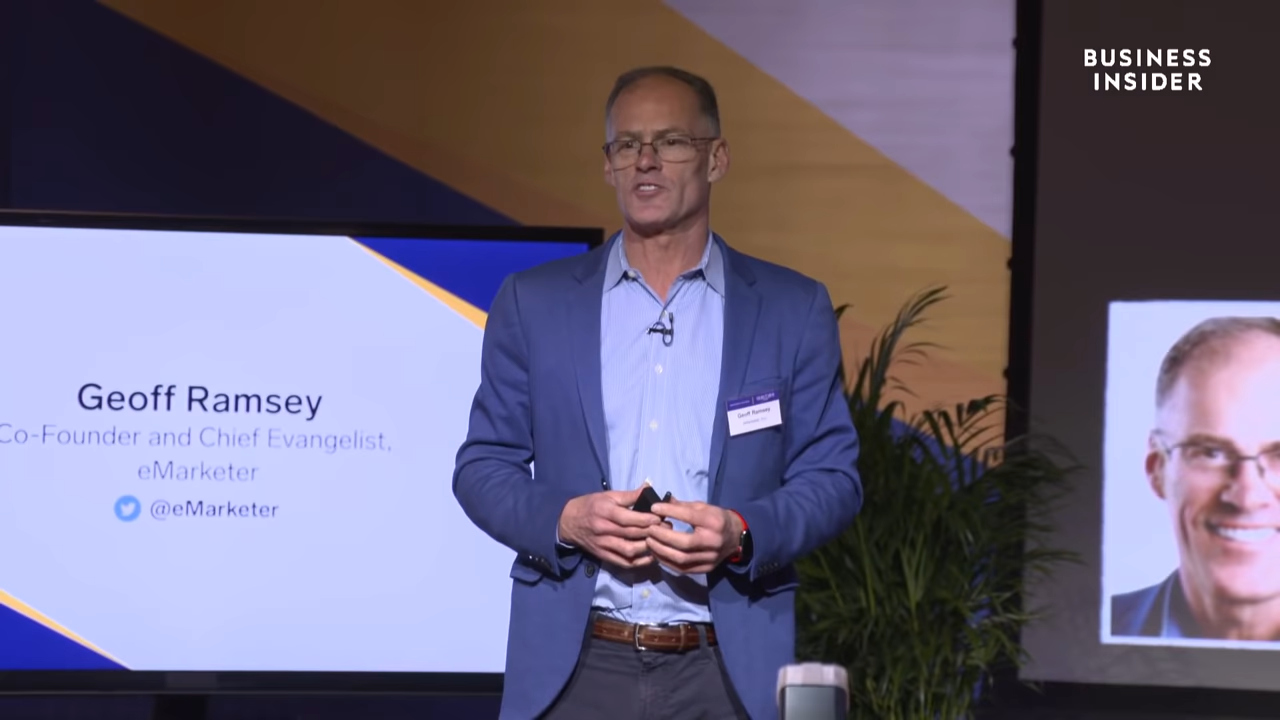 BUSINESS
INSIDER
Geoff Ramsey
Co-Founder and Chief Evangelist,
eMarketer
@eMarketer
Geoff Ramsey